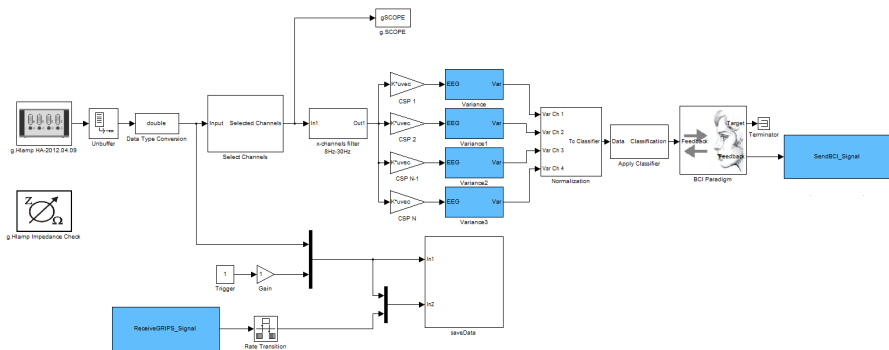 gSCOPE
g.SCOPE
g.HIamp HA-2012.04.09
Unbuffer
double
Data Type Conversion
Input
Selected Channels
Select Channels
In1
Out1
x-channels filter
8Hz-30Hz
K*uvec
CSP 1
K*uvec
CSP 2
K*uvec
CSP N-1
K*uvec
CSP N
EEG
Var
Variance
EEG
Var
Variance1
EEG
Var
Variance2
EEG
Var
Variance3
Var Ch 1
Var Ch 2
Var Ch 3
Var Ch 4
To Classifier
Normalization
Data
Classification
Apply Classifier
Feedback
Target
Feedback
BCI Paradigm
Terminator
SendBCI_Signal
Z
Ω
g.HIamp Impedance Check
1
Trigger
1
Gain
In1
In2
saveData
ReceiveGRIPS_Signal
Rate Transition